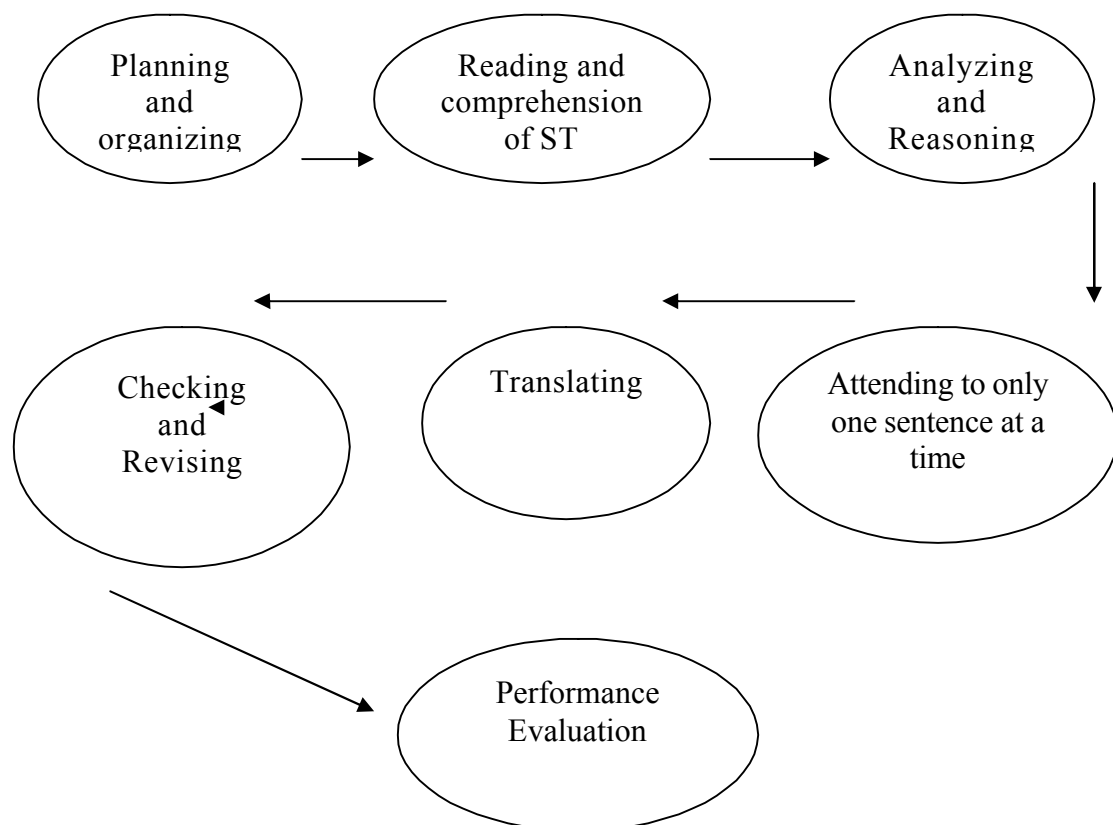 Planning
and
organizing
Reading and
comprehension
of ST
Analyzing
and
Reasoning
Attending to only
one sentence at a
time
Translating
Checking
and
Revising
Performance
Evaluation